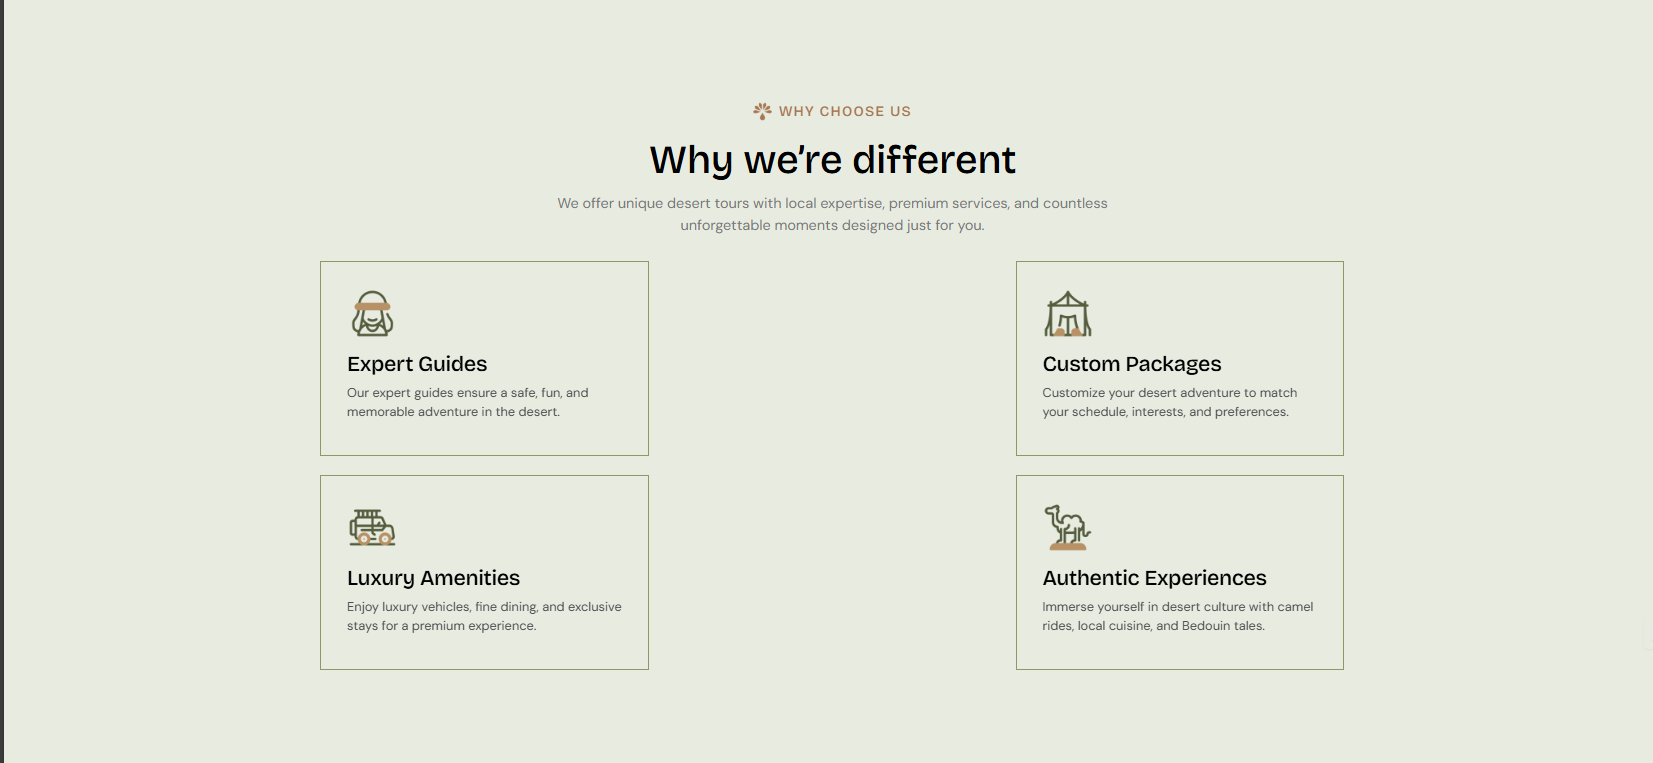 WHY CHOOSE US
Why we’re different
We offer unique desert tours with local expertise, premium services, and countless
unforgettable moments designed just for you.
Expert Guides
Our expert guides ensure a safe, fun, and
memorable adventure in the desert.
Custom Packages
Customize your desert adventure to match
your schedule, interests, and preferences.
Luxury Amenities
Enjoy luxury vehicles, fine dining, and exclusive
stays for a premium experience.
Authentic Experiences
Immerse yourself in desert culture with camel
rides, local cuisine, and Bedouin tales.